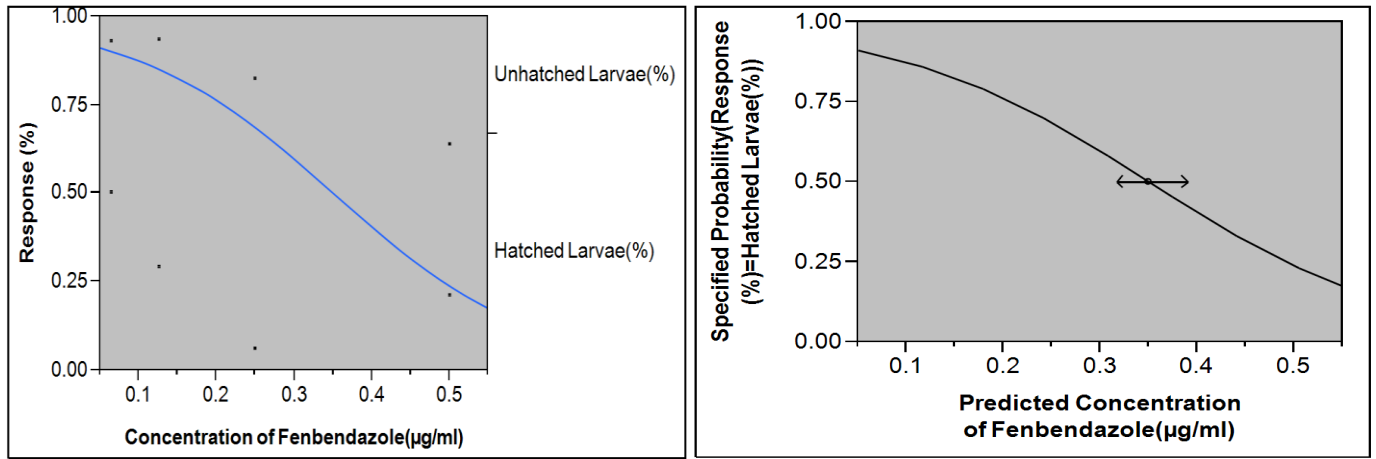 1.00
0.75
0.50
0.25
0.00
Response (%)
0.1 0.2 0.3 0.4 0.5
Concentration of Fenbendazole(µg/ml)
Unhatched Larvae(%)
Hatched Larvae(%)
1.00
0.75
0.50
0.25
0.00
Specified Probability(Response
(%)=Hatched Larvae(%))
0.1 0.2 0.3 0.4 0.5
Predicted Concentration
of Fenbendazole(µg/ml)